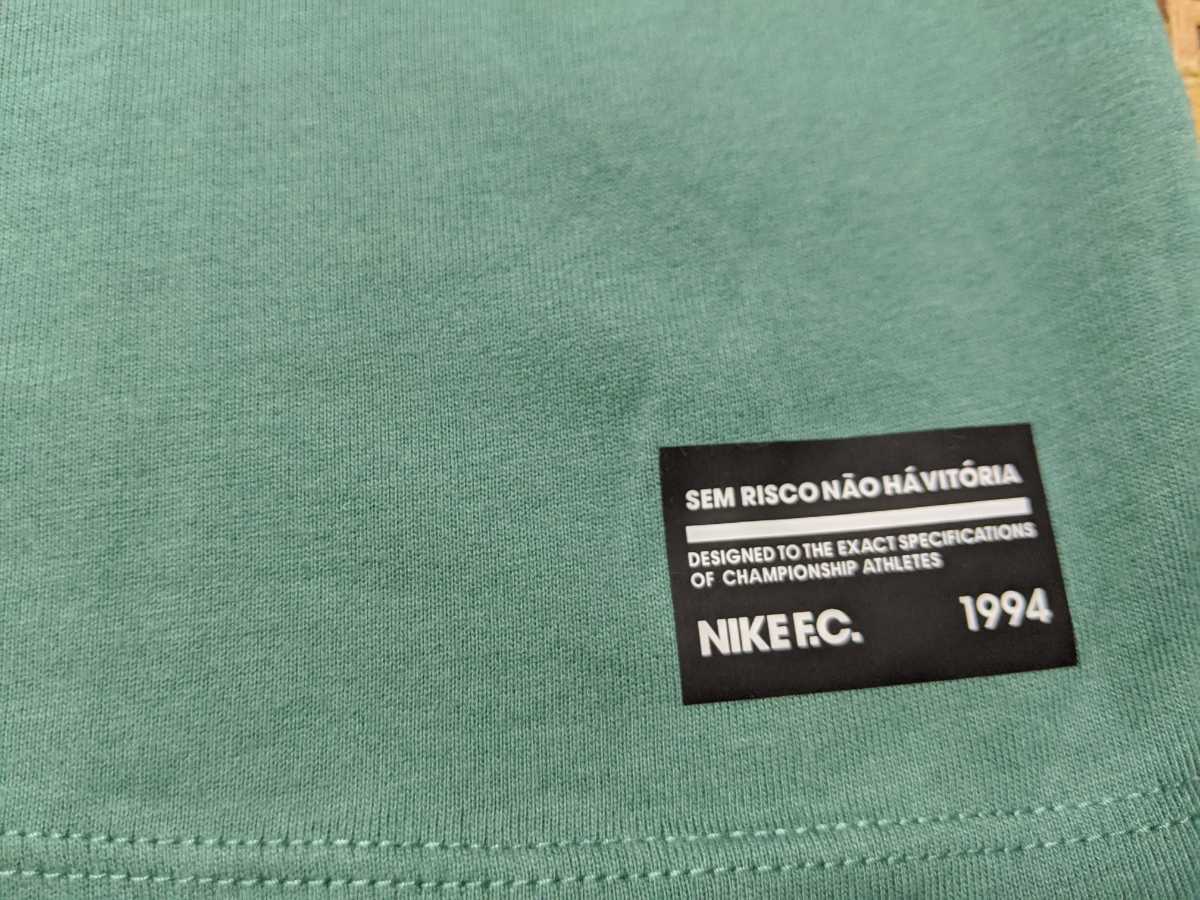 SEM RISCO NÃO HÁ VITÓRIA
DESIGNED TO THE EXACT SPECIFICATIONS
OF CHAMPIONSHIP ATHLETES
NIKE F.C. 1994